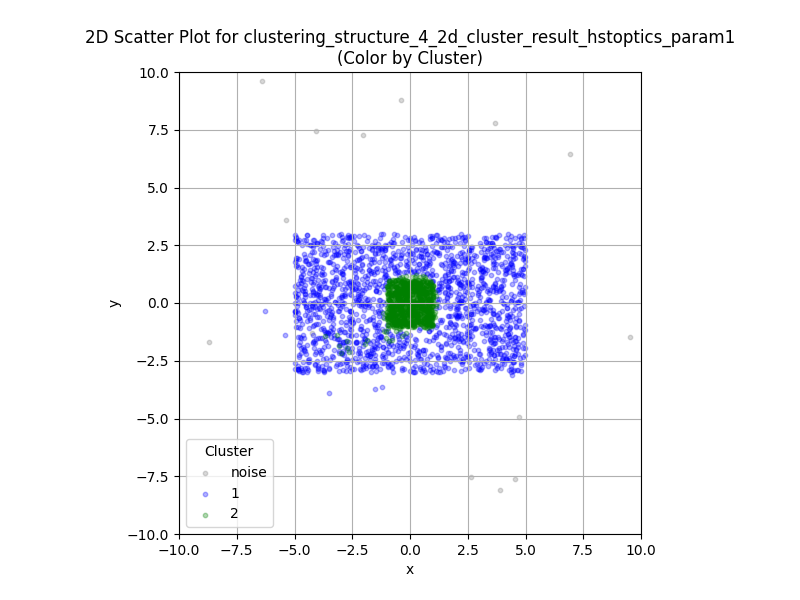 2D Scatter Plot for clustering_structure_4_2d_cluster_result_hstoptics_param1
(Color by Cluster)
10.0
7.5
5.0
2.5
0.0
−2.5
−5.0
−7.5
−10.0
y
Cluster
noise
1
2
−10.0 −7.5 −5.0 −2.5 0.0 2.5 5.0 7.5 10.0
x